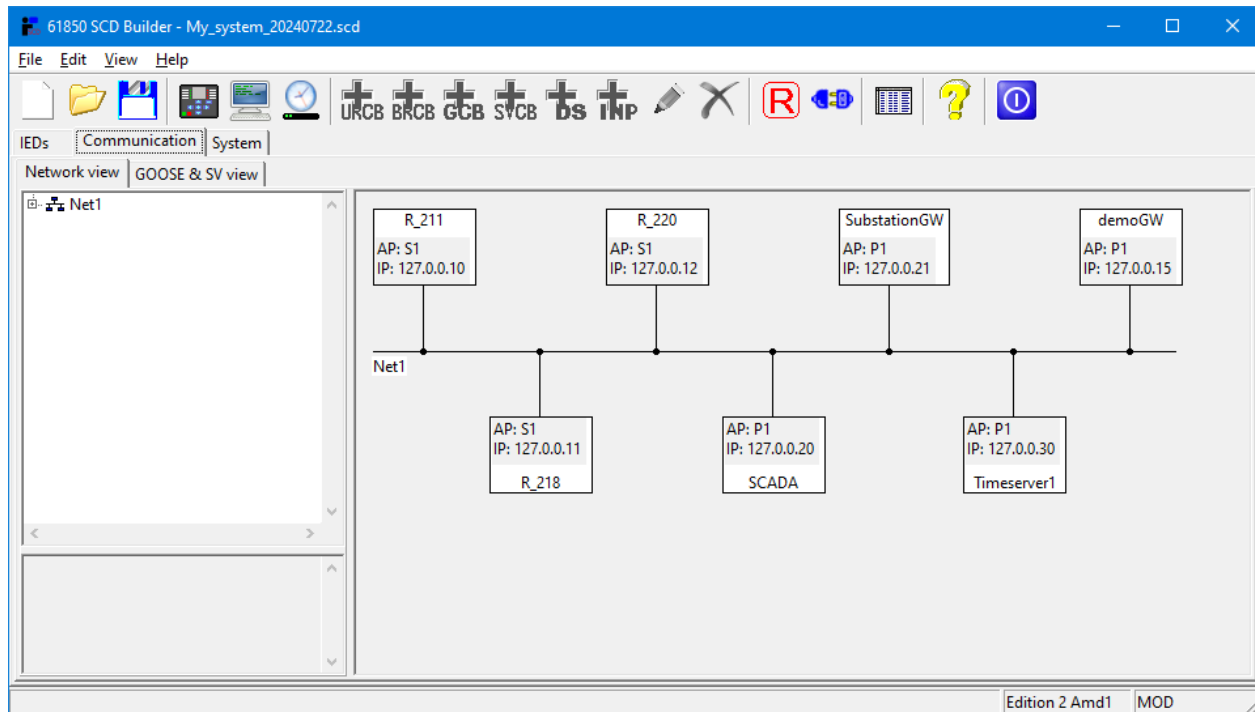 61850 SCD Builder - My_system_20240722.scd
File Edit View Help
URCB BRCB GCB SVCB DS INP R ?
IEDs Communication System
Network view GOOSE & SV view
Net1
R_211
AP: S1
IP: 127.0.0.10
R_220
AP: S1
IP: 127.0.0.12
SubstationGW
AP: P1
IP: 127.0.0.21
demoGW
AP: P1
IP: 127.0.0.15
Net1
AP: S1
IP: 127.0.0.11
R_218
AP: P1
IP: 127.0.0.20
SCADA
AP: P1
IP: 127.0.0.30
Timeserver1
Edition 2 Amd1 MOD